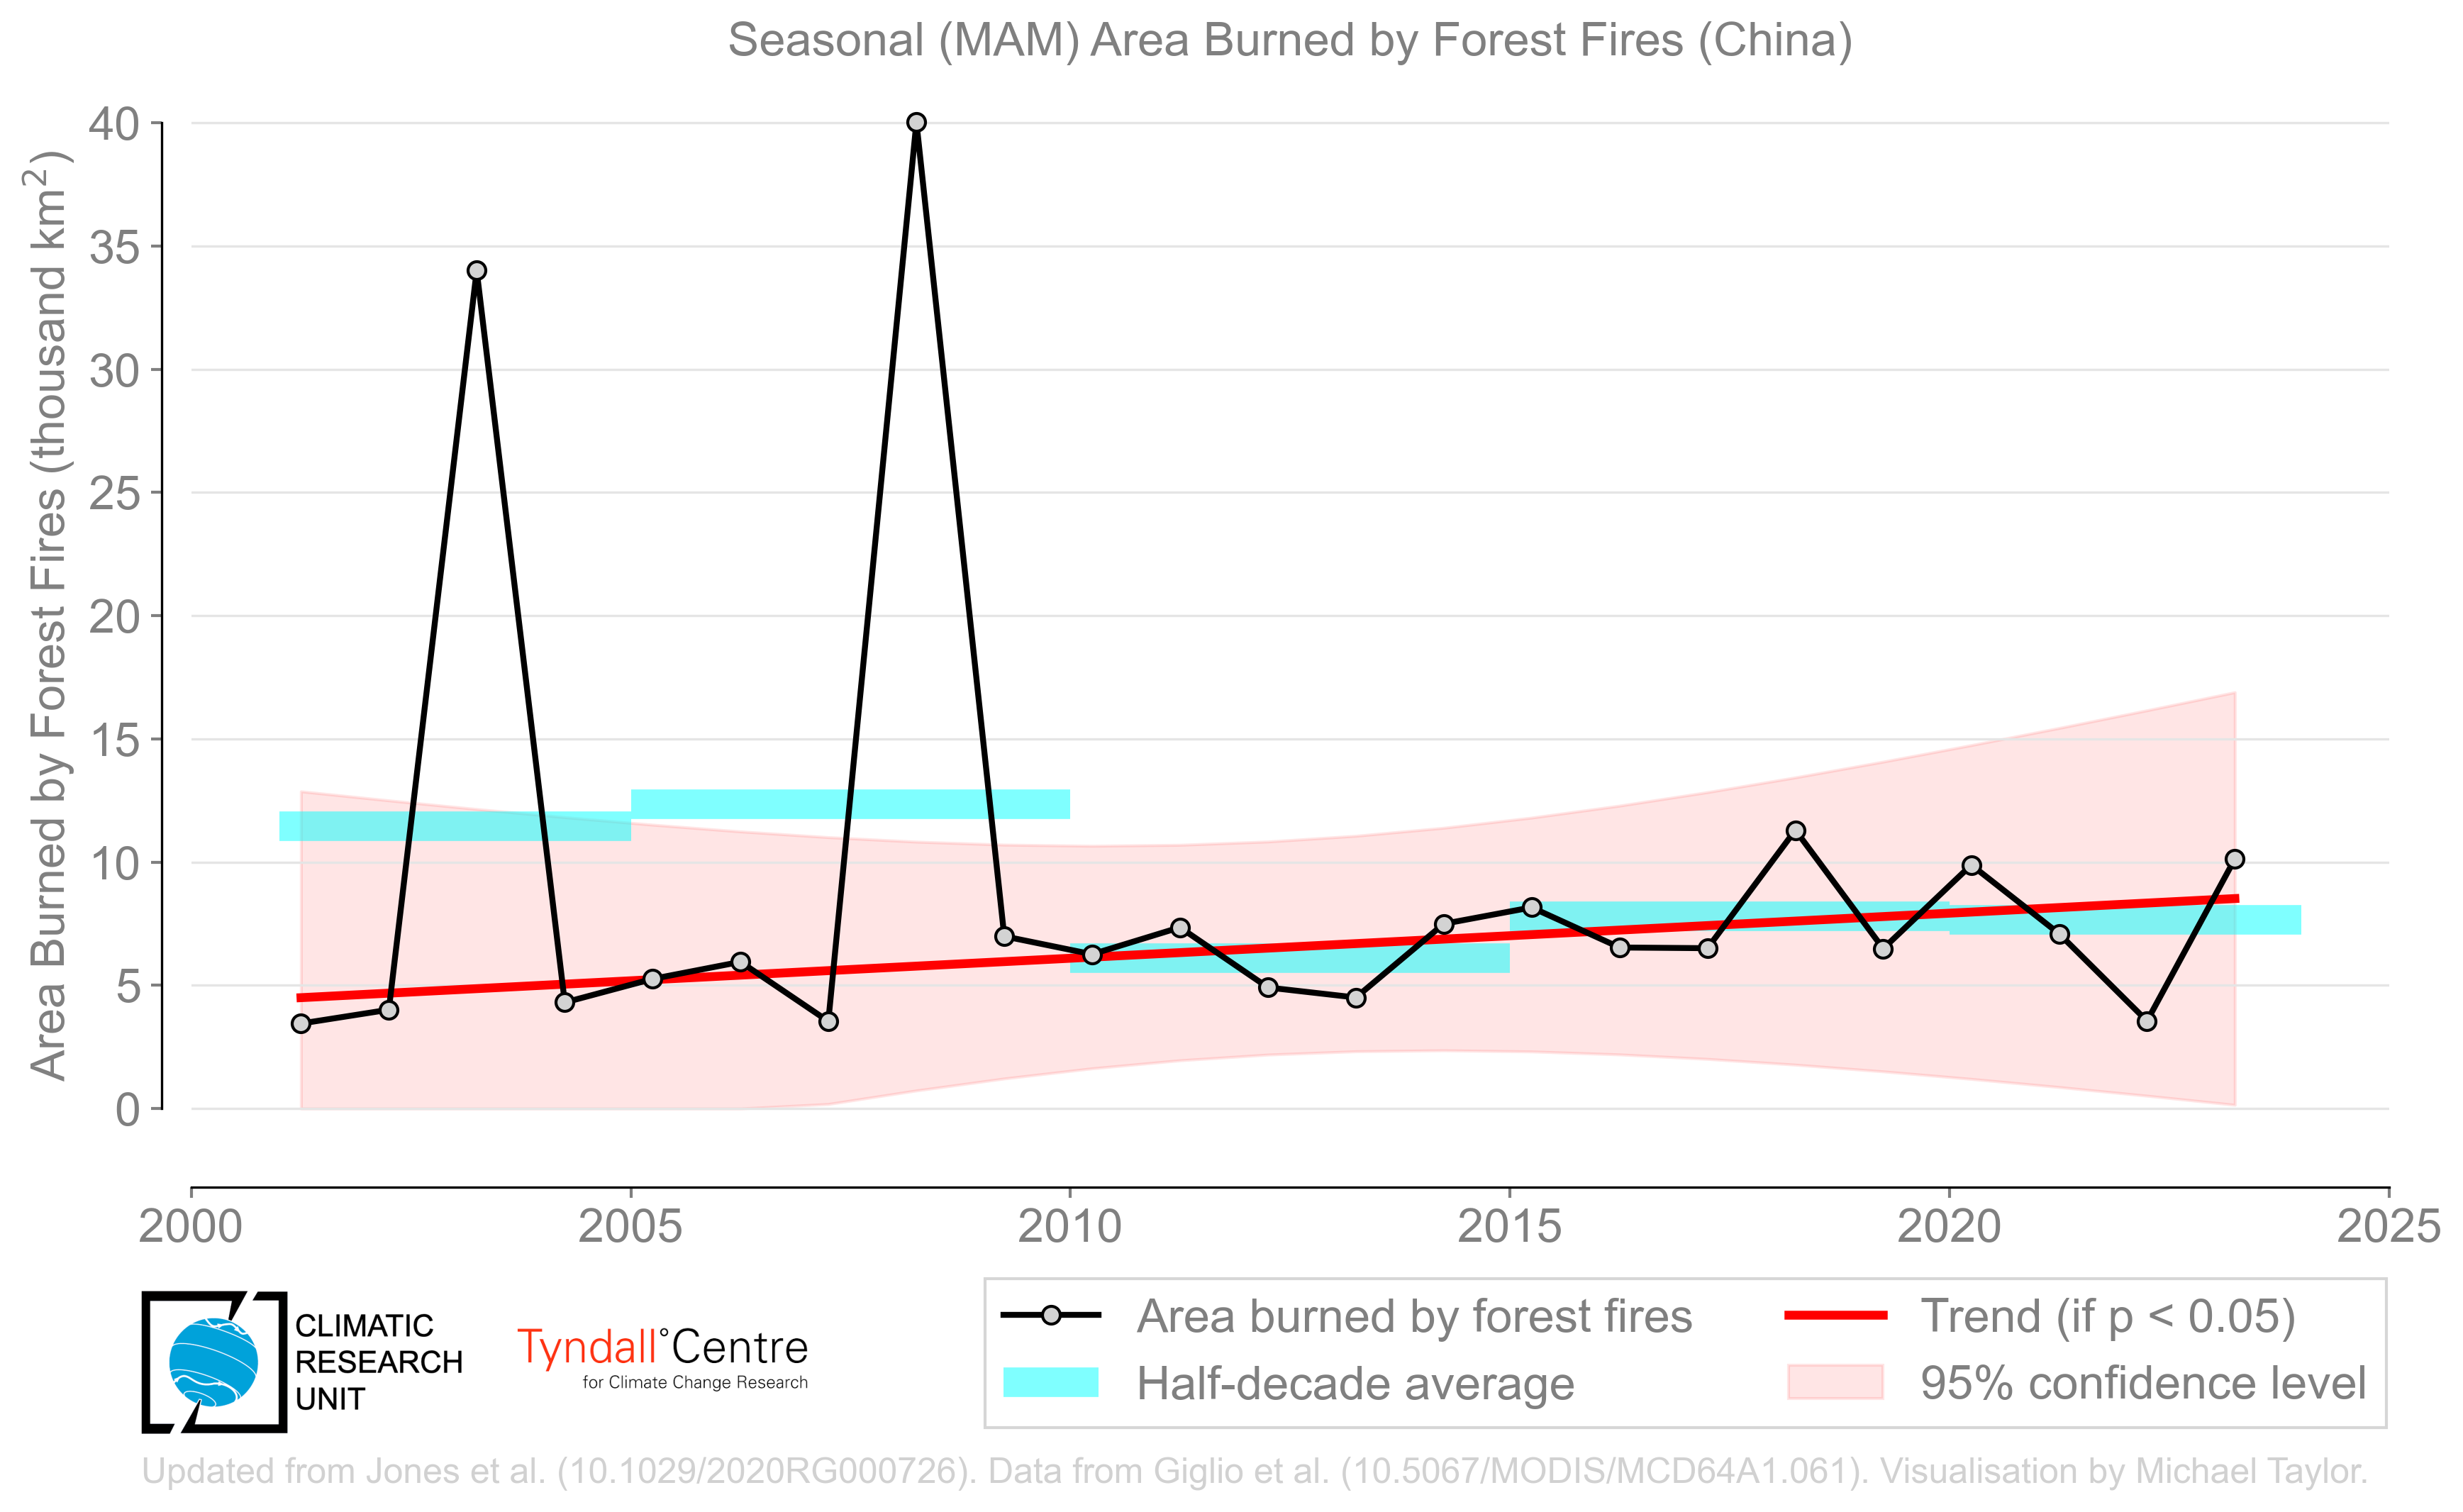 Seasonal (MAM) Area Burned by Forest Fires (China)
Area Burned by Forest Fires (thousand km²)
40
35
30
25
20
15
10
5
0
2000
2005
2010
2015
2020
2025
CLIMATIC
RESEARCH
UNIT
Tyndall°Centre
for Climate Change Research
Area burned by forest fires
Half-decade average
Trend (if p < 0.05)
95% confidence level
Updated from Jones et al. (10.1029/2020RG000726). Data from Giglio et al. (10.5067/MODIS/MCD64A1.061). Visualisation by Michael Taylor.